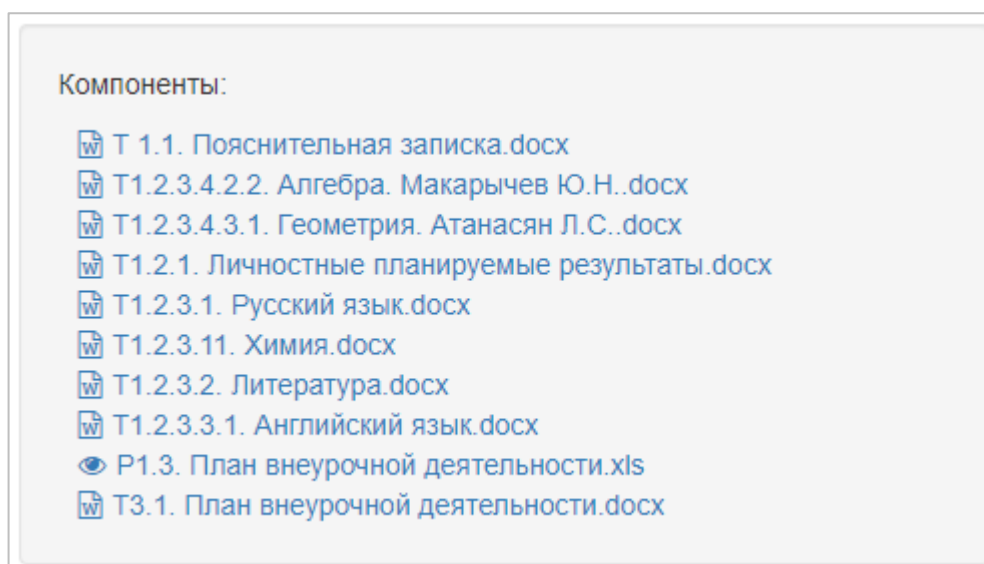 Компоненты:
Т 1.1. Пояснительная записка.docx
Т1.2.3.4.2.2. Алгебра. Макарычев Ю.Н..docx
Т1.2.3.4.3.1. Геометрия. Атанасян Л.С..docx
Т1.2.1. Личностные планируемые результаты.docx
Т1.2.3.1. Русский язык.docx
Т1.2.3.11. Химия.docx
Т1.2.3.2. Литература.docx
Т1.2.3.3.1. Английский язык.docx
Р1.3. План внеурочной деятельности.xls
Т3.1. План внеурочной деятельности.docx